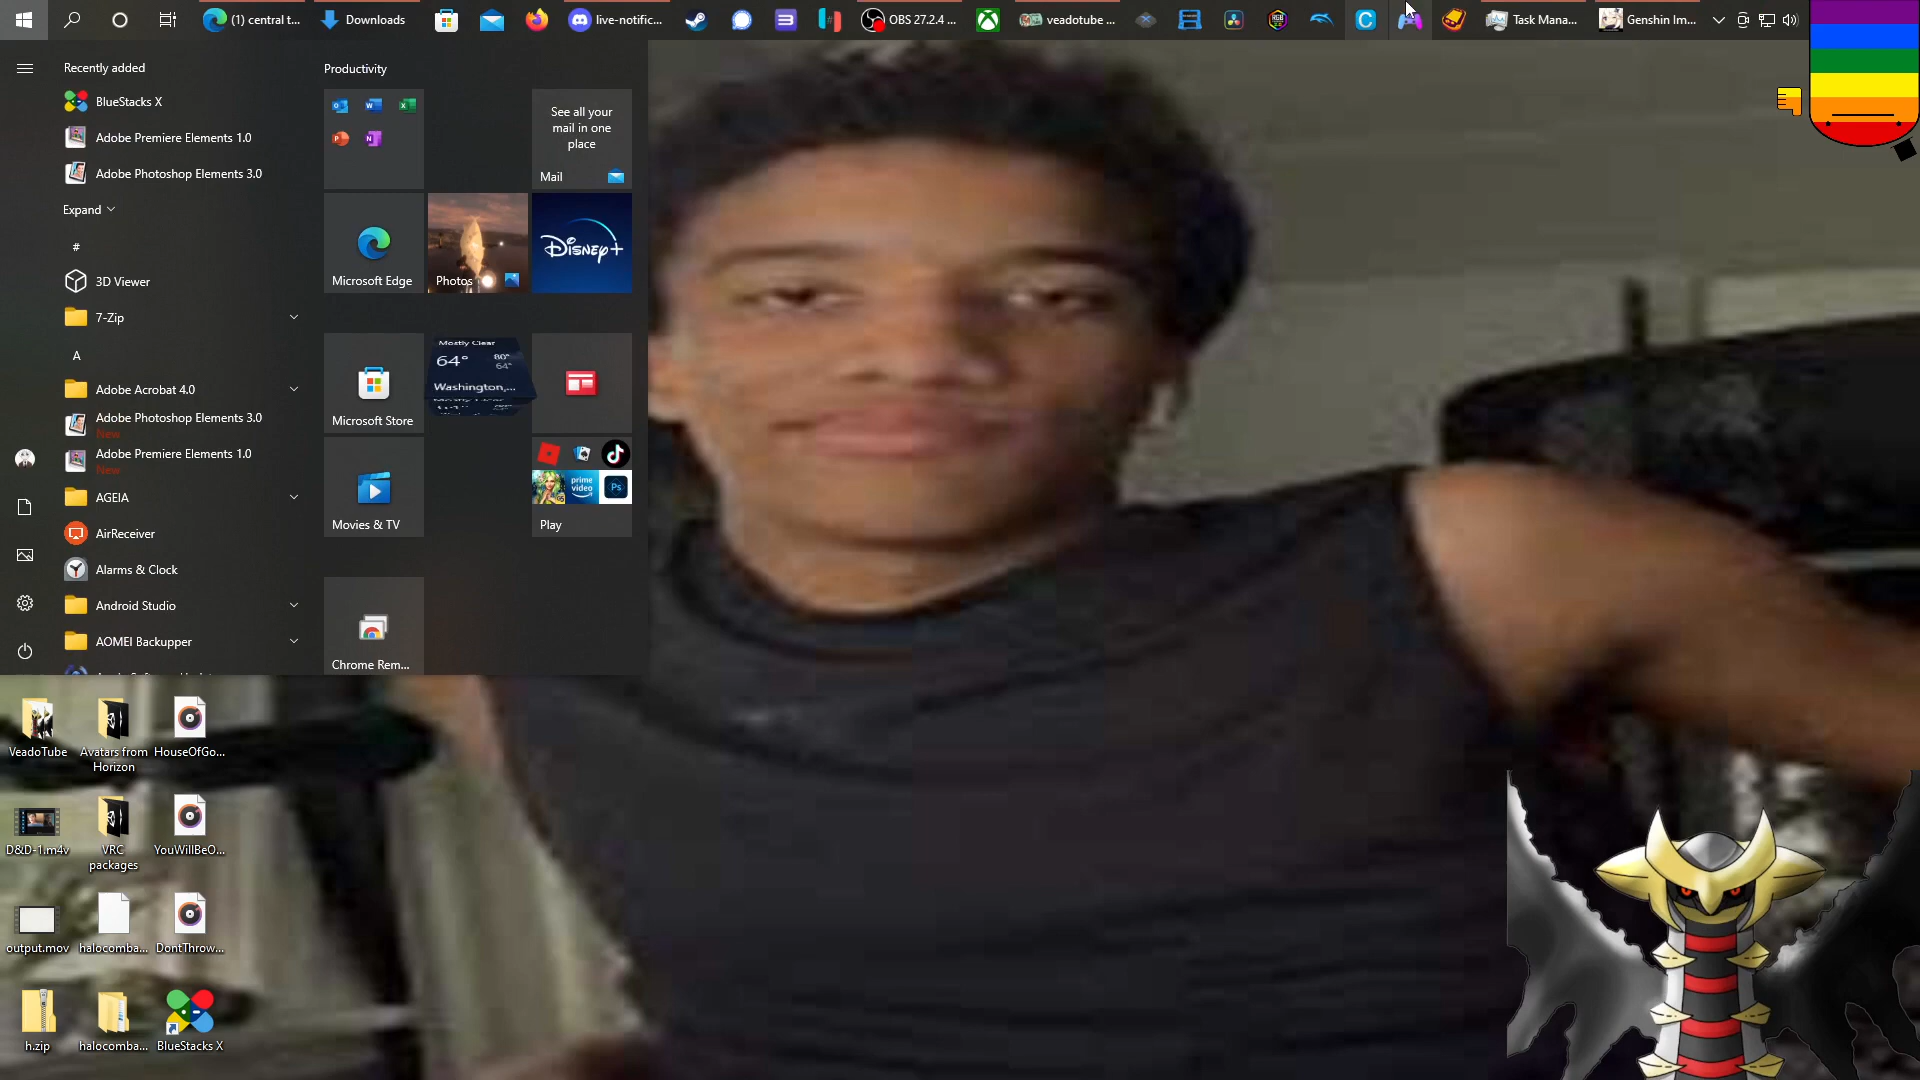 (1) central t...
Downloads
live-notific...
OBS 27.2.4 ...
veadotube ...
Task Mana...
Genshin Im...
Recently added
BlueStacks X
Adobe Premiere Elements 1.0
Adobe Photoshop Elements 3.0
Expand
#
3D Viewer
7-Zip
A
Adobe Acrobat 4.0
Adobe Photoshop Elements 3.0
New
Adobe Premiere Elements 1.0
New
AGEIA
AirReceiver
Alarms & Clock
Android Studio
AOMEI Backupper
Productivity
See all your
mail in one
place
Mail
Microsoft Edge
Photos
Disney+
Microsoft Store
Mostly Clear
64° 80°
64°
Washington,...
Movies & TV
prime
video
Ps
Play
Chrome Rem...
VeadoTube
Avatars from
Horizon
HouseOfGo...
D&D-1.m4v
VRC
packages
YouWillBeO...
output.mov
halocomba...
DontThrow...
h.zip
halocomba...
BlueStacks X